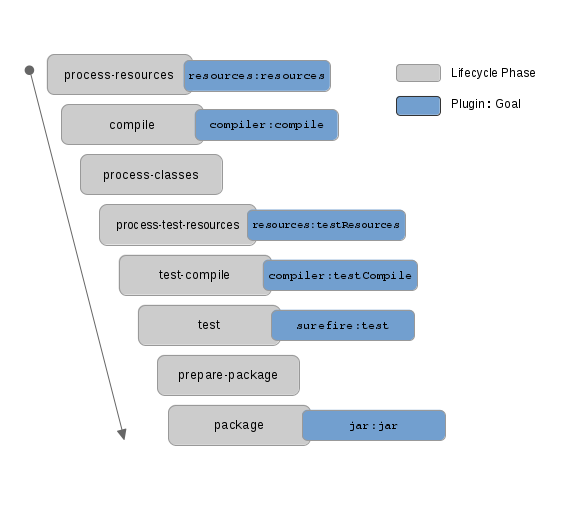 process-resources resources:resources
Lifecycle Phase
compile compiler:compile
Plugin: Goal
process-classes
process-test-resources resources:testResources
test-compile compiler:testCompile
test surefire:test
prepare-package
package jar:jar